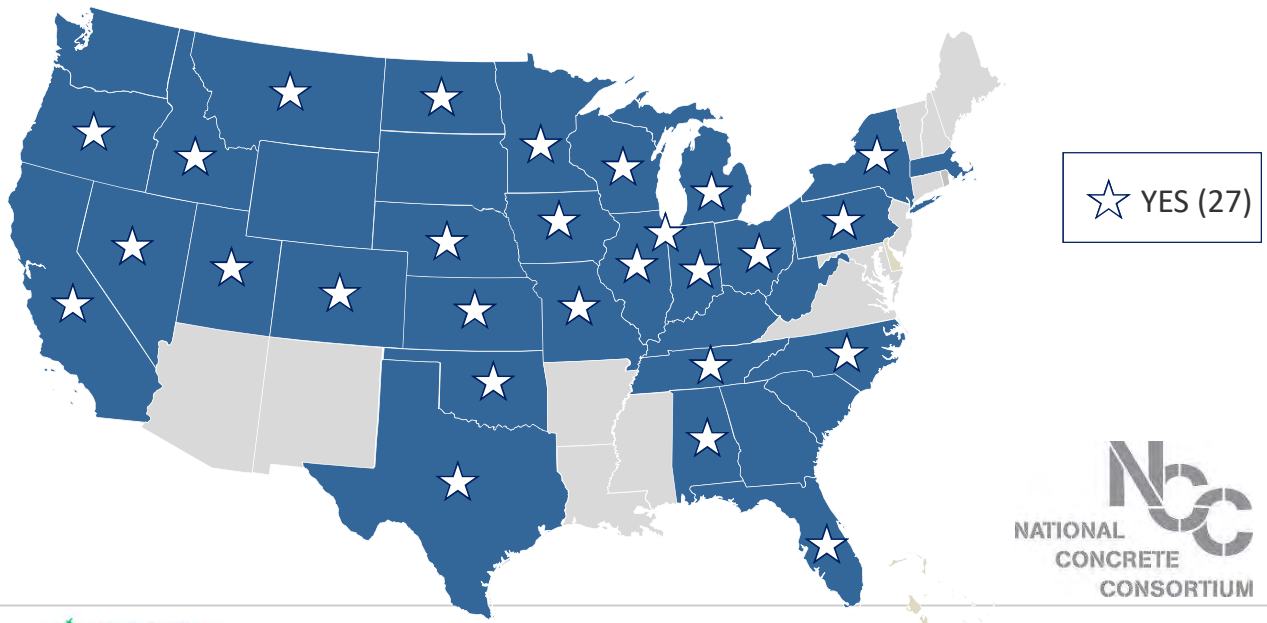 YES (27)
NCC
NATIONAL
CONCRETE
CONSORTIUM